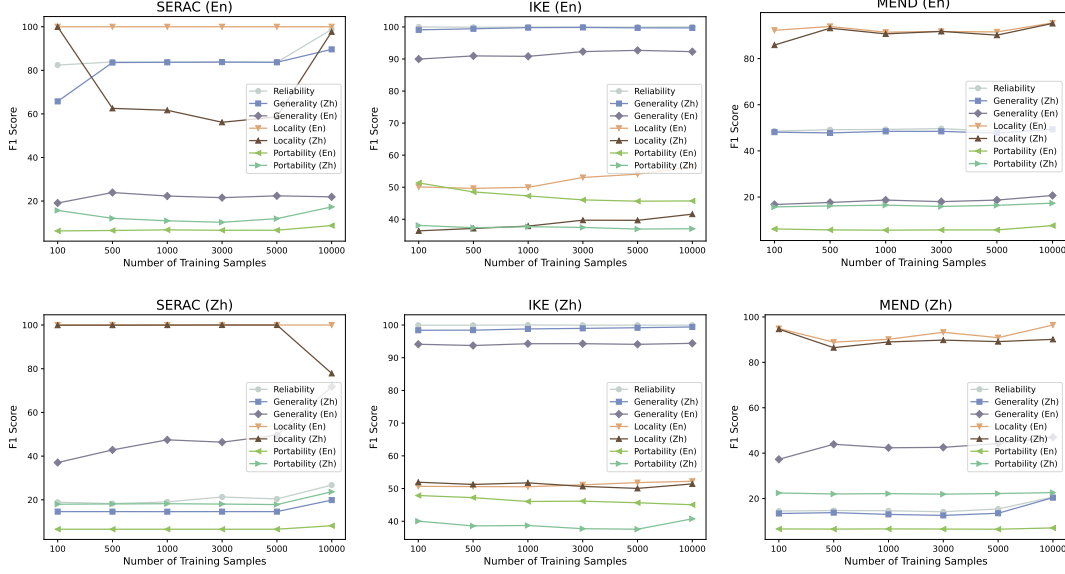 SERAC (En)
100
80
60
40
20
F1 Score
Reliability
Generality (Zh)
Generality (En)
Locality (En)
Locality (Zh)
Portability (En)
Portability (Zh)
100
500
1000
3000
5000
10000
Number of Training Samples
IKE (En)
100
90
80
70
60
50
40
F1 Score
Reliability
Generality (Zh)
Generality (En)
Locality (En)
Locality (Zh)
Portability (En)
Portability (Zh)
100
500
1000
3000
5000
10000
Number of Training Samples
MEND (En)
80
60
40
20
F1 Score
Reliability
Generality (Zh)
Generality (En)
Locality (En)
Locality (Zh)
Portability (En)
Portability (Zh)
100
500
1000
3000
5000
10000
Number of Training Samples
SERAC (Zh)
100
80
60
40
20
F1 Score
Reliability
Generality (Zh)
Generality (En)
Locality (En)
Locality (Zh)
Portability (En)
Portability (Zh)
100
500
1000
3000
5000
10000
Number of Training Samples
IKE (Zh)
100
90
80
70
60
50
40
F1 Score
Reliability
Generality (Zh)
Generality (En)
Locality (En)
Locality (Zh)
Portability (En)
Portability (Zh)
100
500
1000
3000
5000
10000
Number of Training Samples
MEND (Zh)
80
60
40
20
F1 Score
Reliability
Generality (Zh)
Generality (En)
Locality (En)
Locality (Zh)
Portability (En)
Portability (Zh)
100
500
1000
3000
5000
10000
Number of Training Samples